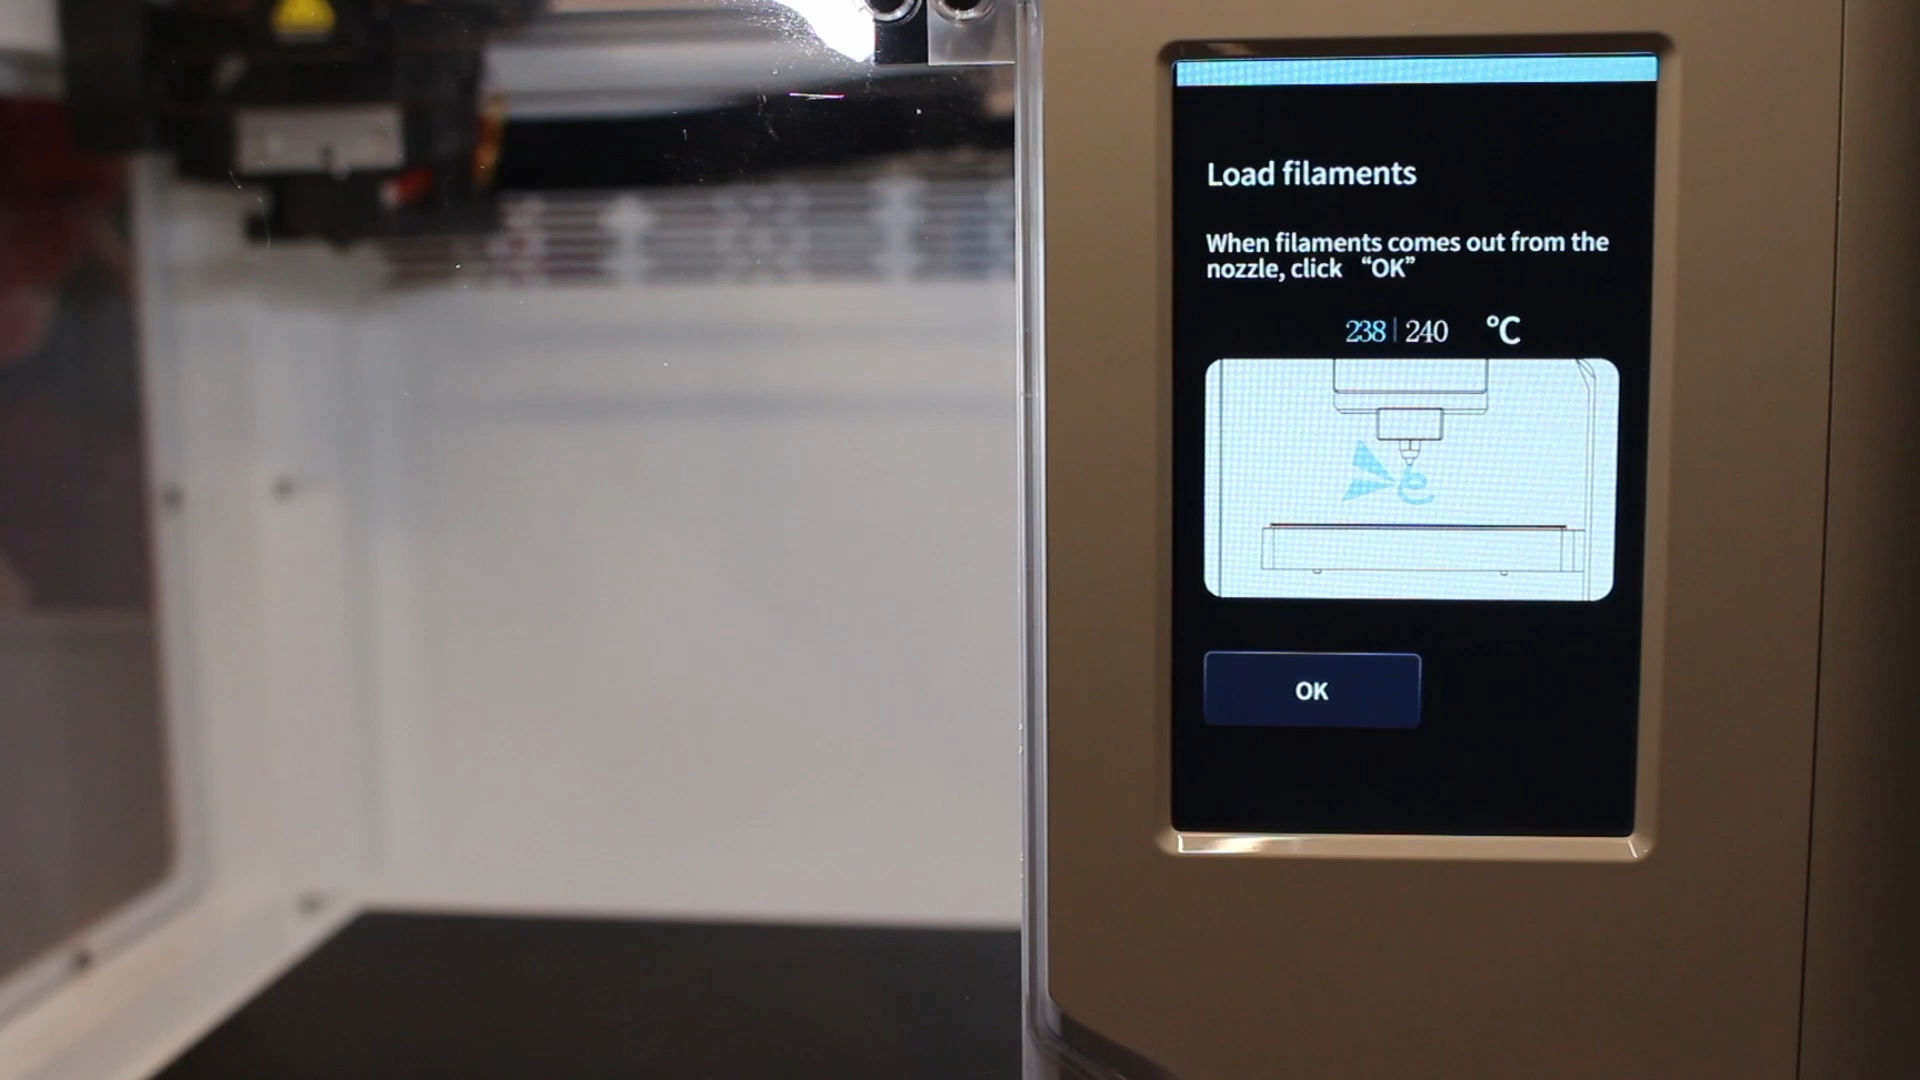 Load filaments
When filaments comes out from the
nozzle, click “OK”
238 | 240 °C
OK